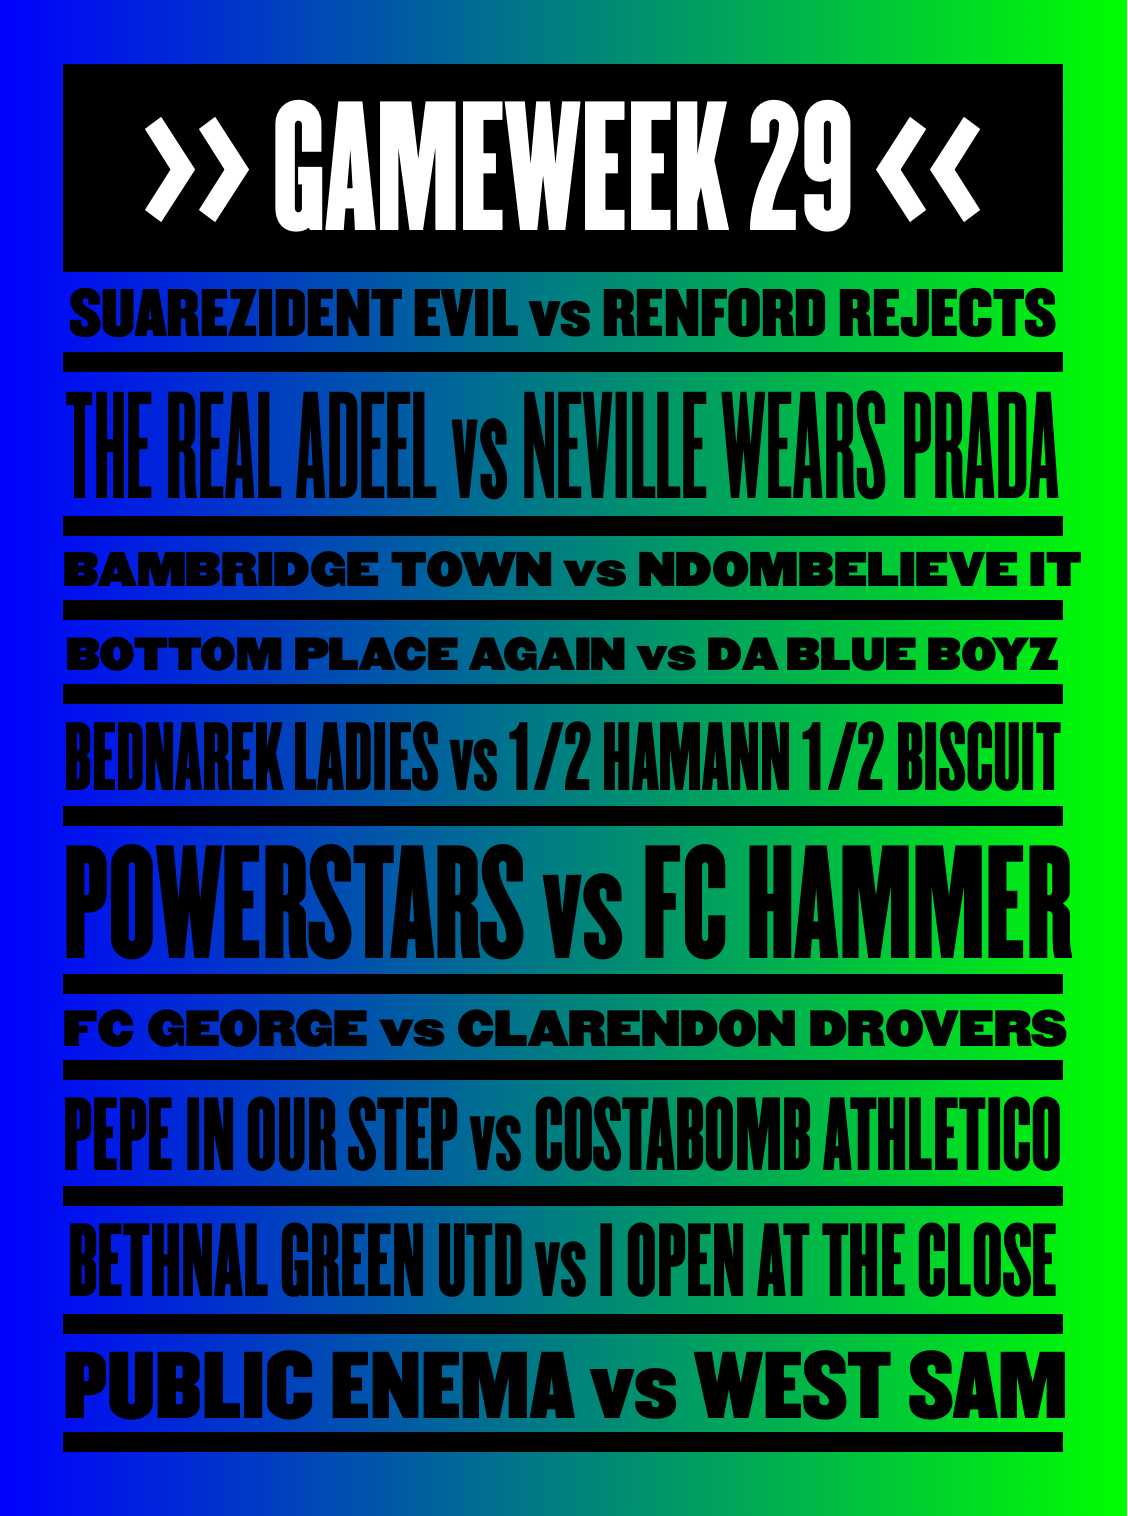 >> GAMEWEEK 29 <<
SUAREZIDENT EVIL vs RENFORD REJECTS
THE REAL ADEEL vs NEVILLE WEARS PRADA
BAMBRIDGE TOWN vs NDOMBELIEVE IT
BOTTOM PLACE AGAIN vs DA BLUE BOYZ
BEDNAREK LADIES vs 1/2 HAMANN 1/2 BISCUIT
POWERSTARS vs FC HAMMER
FC GEORGE vs CLARENDON DROVERS
PEPE IN OUR STEP vs COSTABOMB ATHLETICO
BETHNAL GREEN UTD vs I OPEN AT THE CLOSE
PUBLIC ENEMA vs WEST SAM